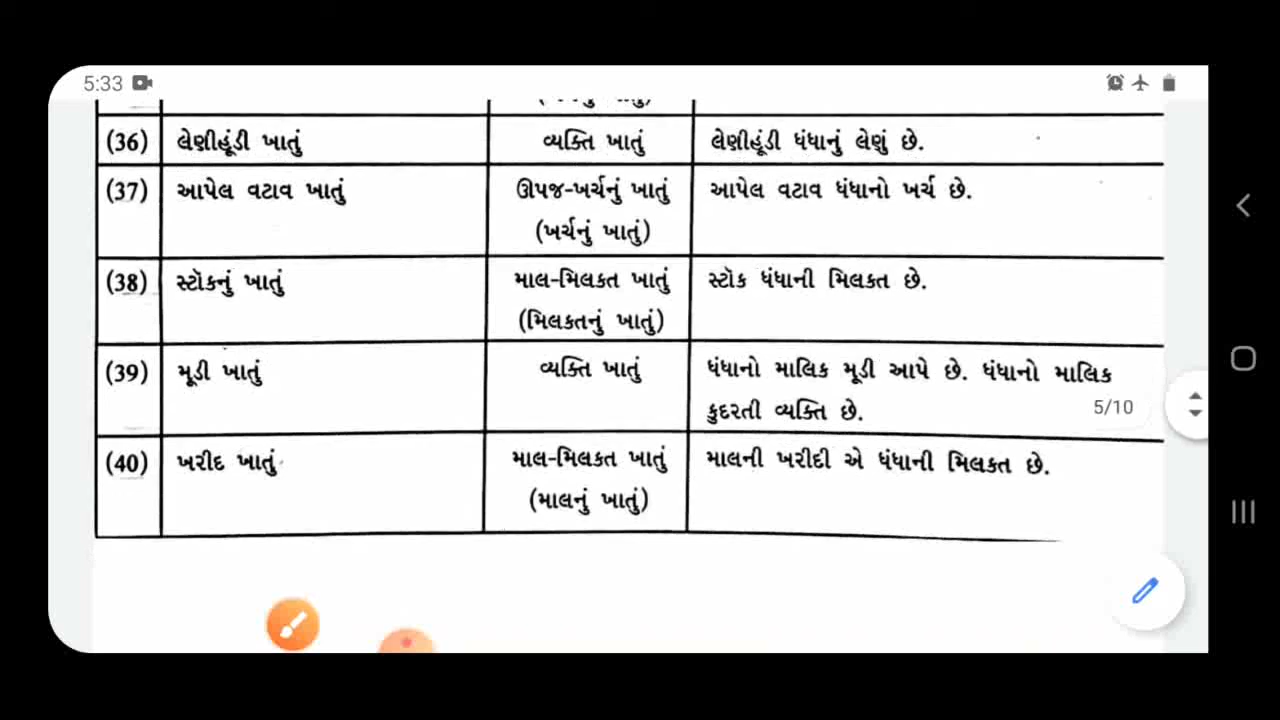 5:33
(36) લેણીહૂંડી ખાતું વ્યક્તિ ખાતું લેણીહૂંડી ધંધાનું લેણું છે.
(37) આપેલ વટાવ ખાતું ઊપજ-ખર્ચનું ખાતું આપેલ વટાવ ધંધાનો ખર્ચ છે.
(ખર્ચનું ખાતું)
(38) સ્ટૉકનું ખાતું માલ-મિલકત ખાતું સ્ટૉક ધંધાની મિલકત છે.
(મિલકતનું ખાતું)
(39) મૂડી ખાતું વ્યક્તિ ખાતું ધંધાનો માલિક મૂડી આપે છે. ધંધાનો માલિક
કુદરતી વ્યક્તિ છે.
5/10
(40) ખરીદ ખાતું માલ-મિલકત ખાતું માલની ખરીદી એ ધંધાની મિલકત છે.
(માલનું ખાતું)